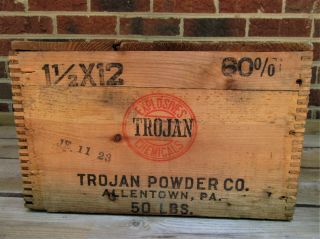 1½X12 60%
EXPLOSIVES
TROJAN
CHEMICALS
JE. 11 23
TROJAN POWDER CO.
ALLENTOWN, PA.
50 LBS.